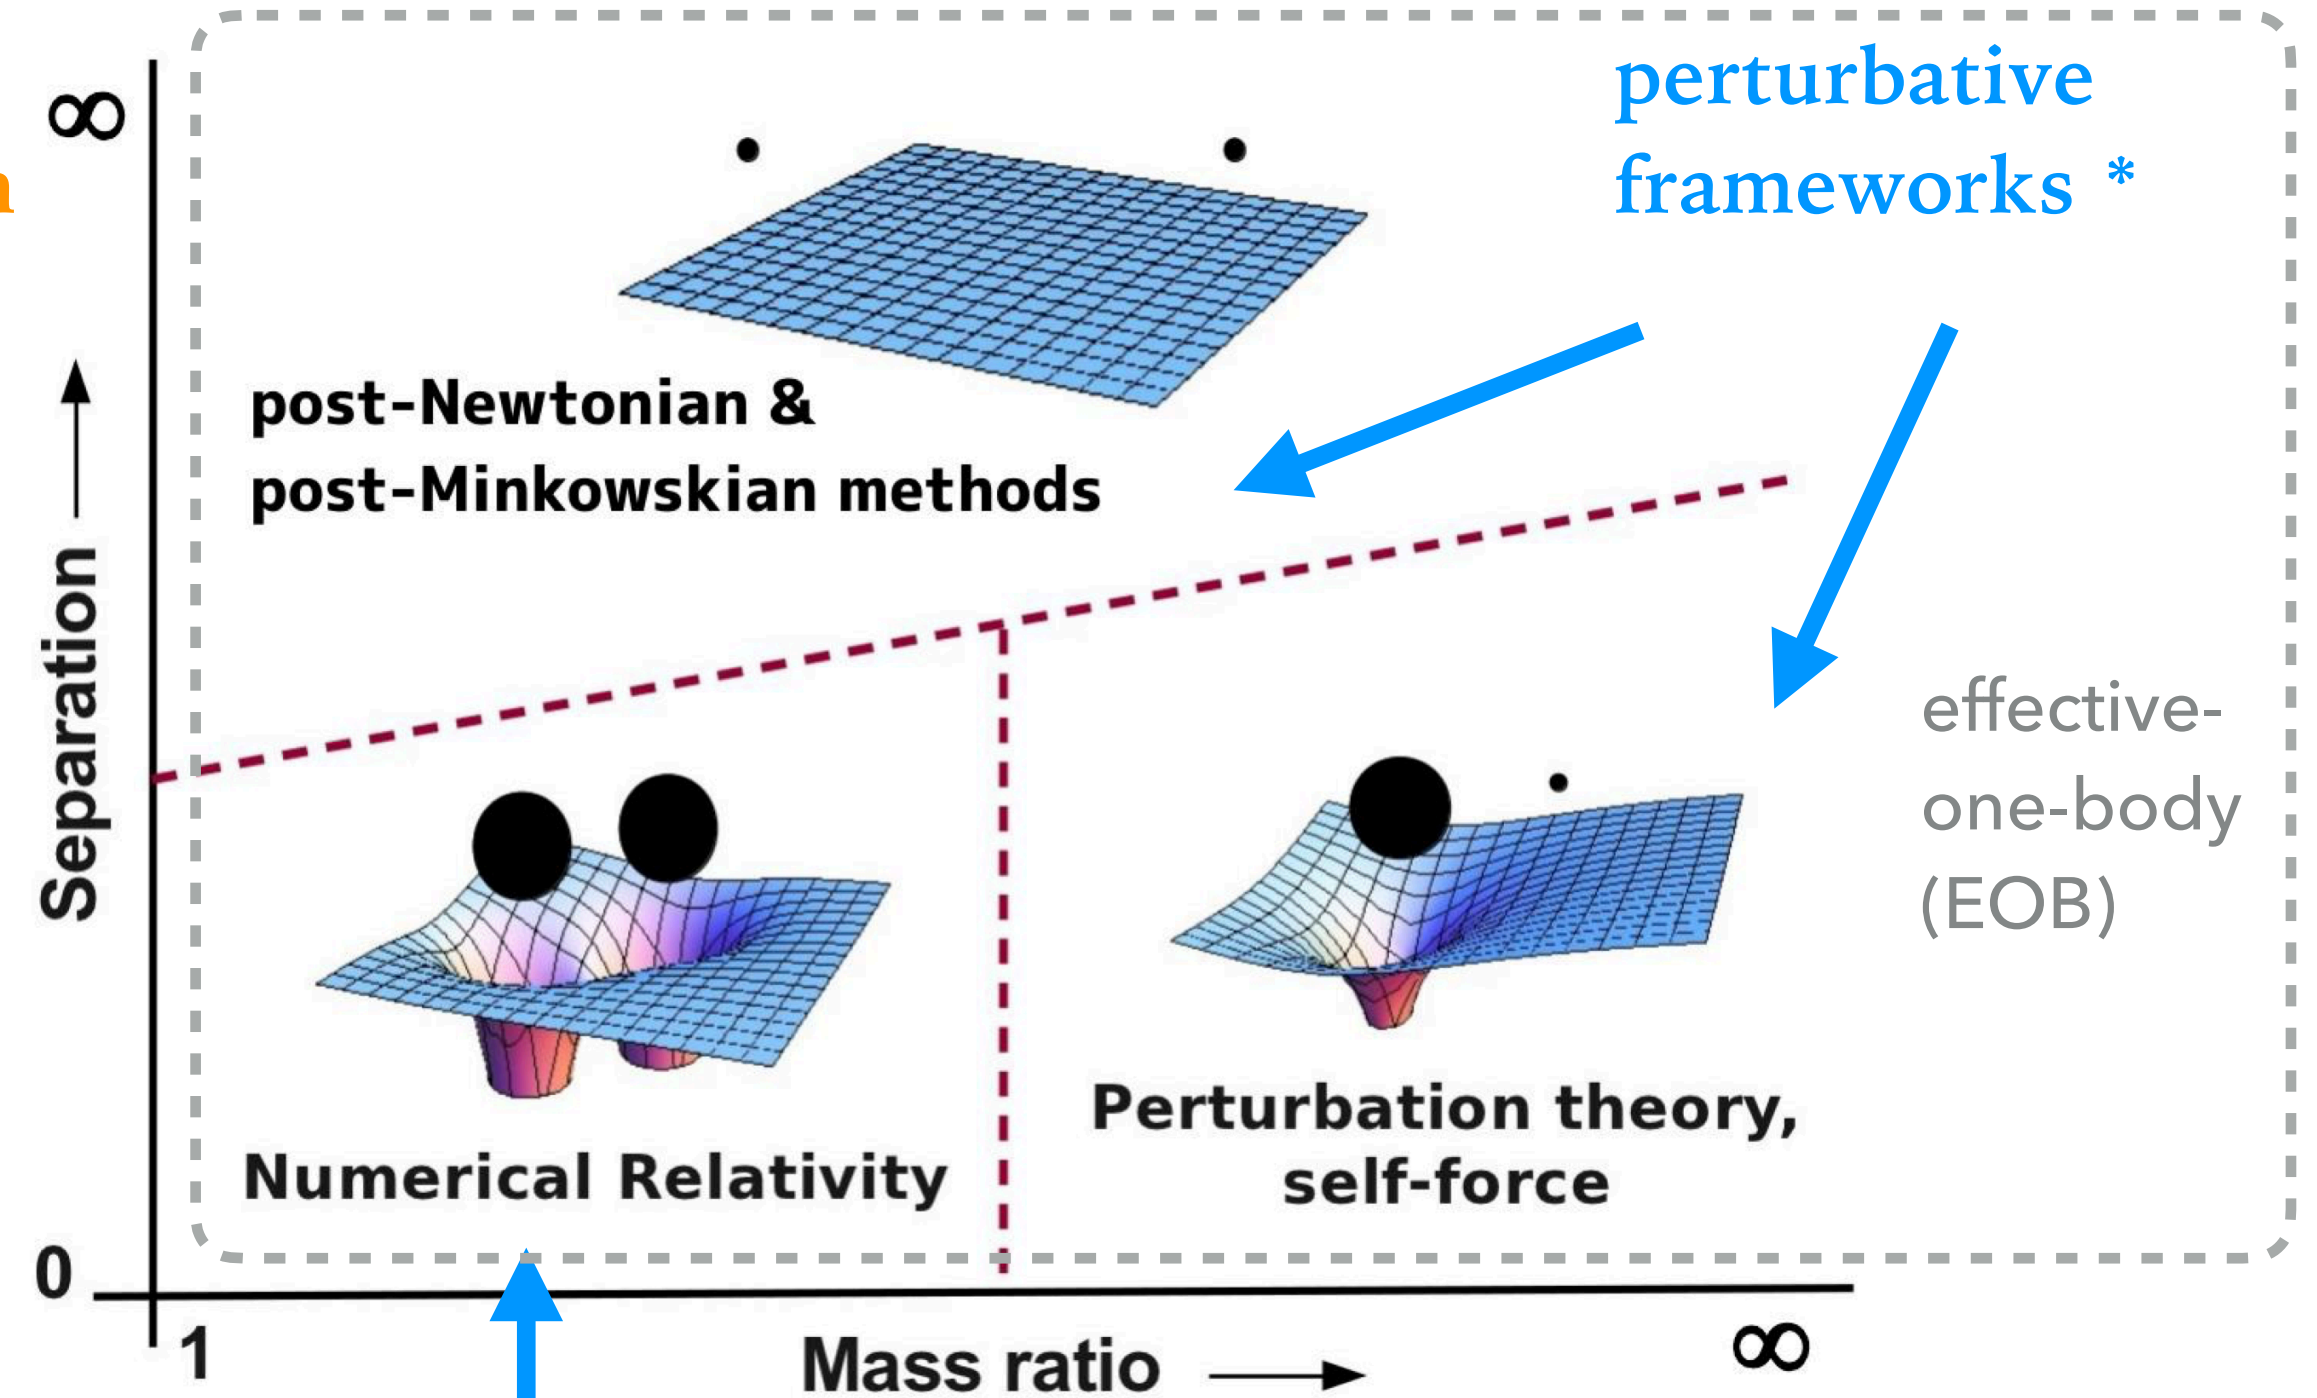 perturbative
frameworks *
∞
post-Newtonian &
post-Minkowskian methods
Separation
effective-
one-body
(EOB)
Numerical Relativity
Perturbation theory,
self-force
0
1
Mass ratio
∞